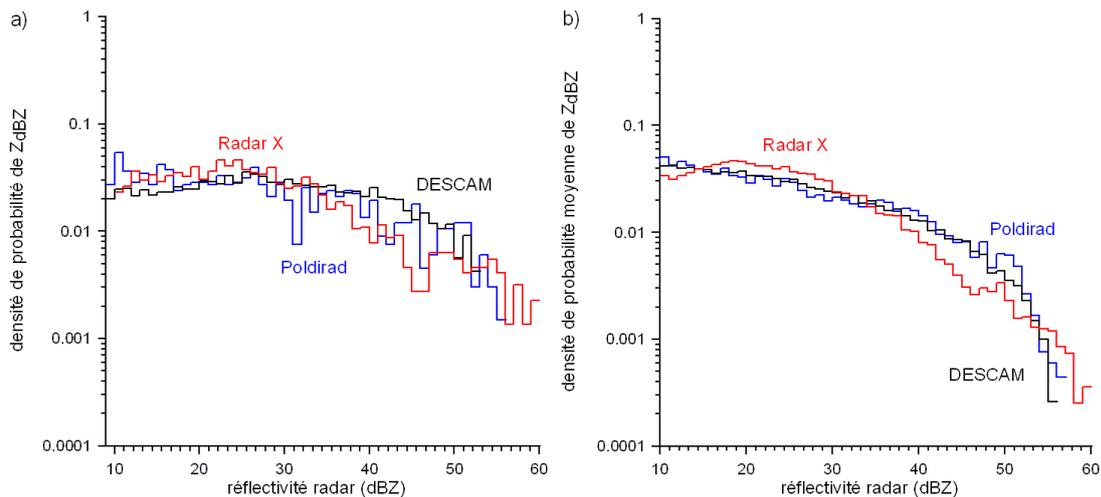 a)
densité de probabilité de ZdBZ
1
0.1
0.01
0.001
0.0001
Radar X
DESCAM
Poldirad
10 20 30 40 50 60
réflectivité radar (dBZ)
b)
densité de probabilité moyenne de ZdBZ
1
0.1
0.01
0.001
0.0001
Radar X
Poldirad
DESCAM
10 20 30 40 50 60
réflectivité radar (dBZ)